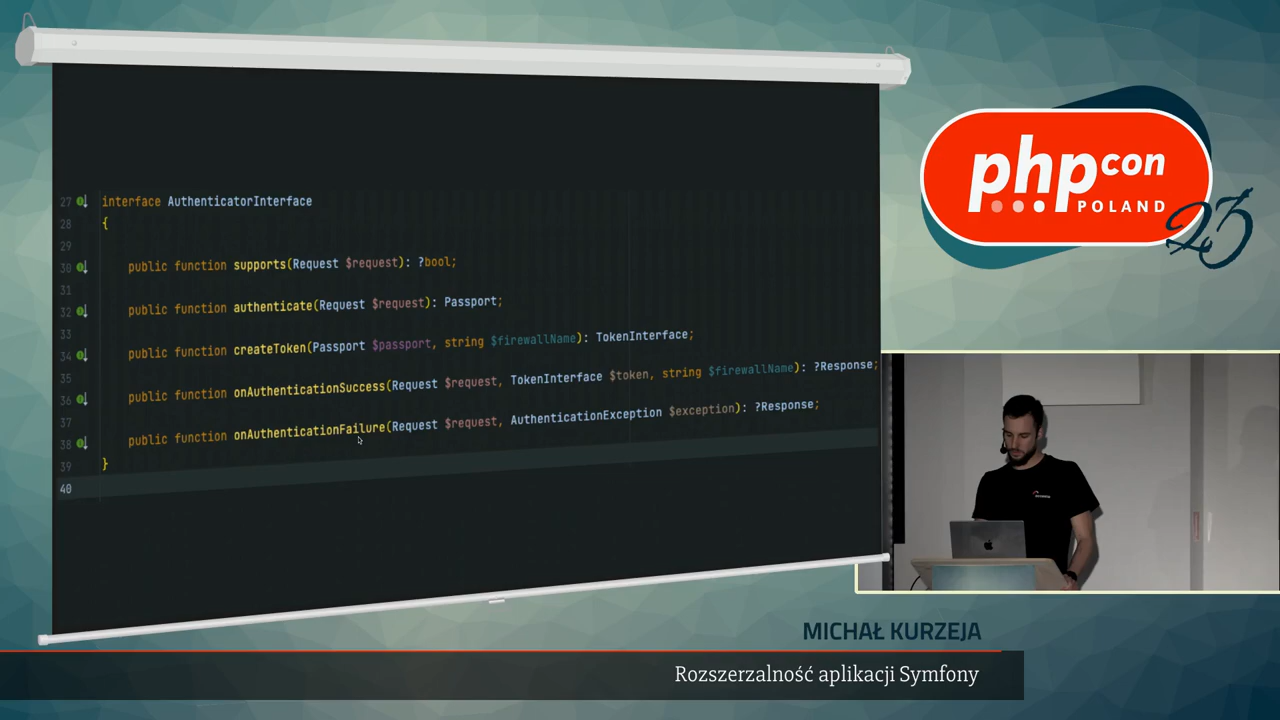 27 interface AuthenticatorInterface
28 {
29
30 public function supports(Request $request): ?bool;
31
32 public function authenticate(Request $request): Passport;
33
34 public function createToken(Passport $passport, string $firewallName): TokenInterface;
35
36 public function onAuthenticationSuccess(Request $request, TokenInterface $token, string $firewallName): ?Response;
37
38 public function onAuthenticationFailure(Request $request, AuthenticationException $exception): ?Response;
39 }
40
phpcon
POLAND
23
MICHAŁ KURZEJA
Rozszerzalność aplikacji Symfony